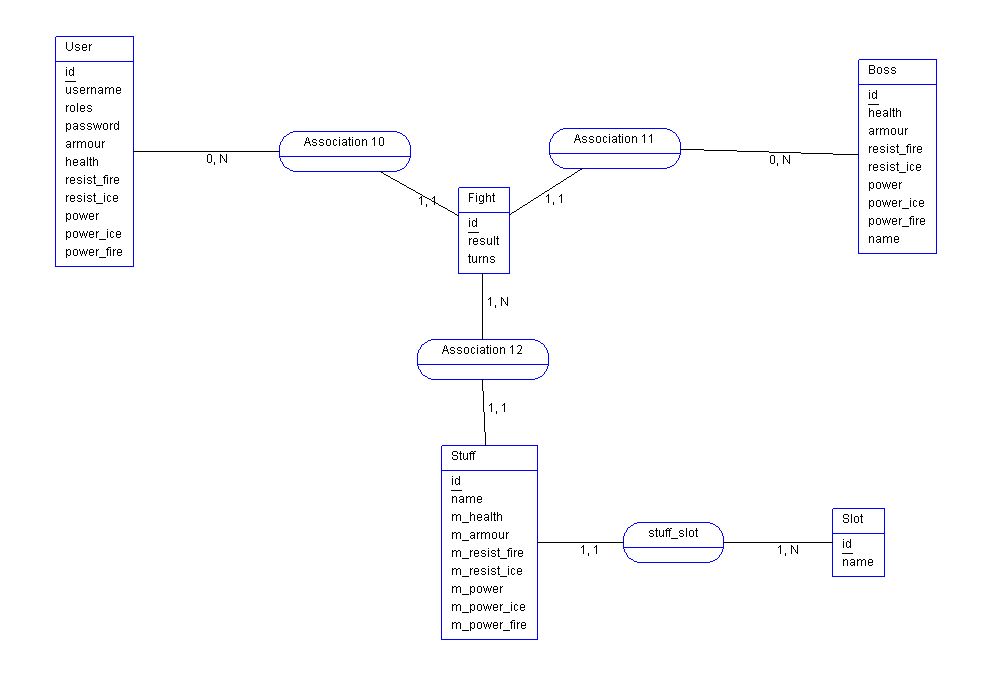 User
id
username
roles
password
armour
health
resist_fire
resist_ice
power
power_ice
power_fire
0, N
Association 10
1, 1
Association 11
1, 1
0, N
Boss
id
health
armour
resist_fire
resist_ice
power
power_ice
power_fire
name
Fight
id
result
turns
1, N
Association 12
1, 1
Stuff
id
name
m_health
m_armour
m_resist_fire
m_resist_ice
m_power
m_power_ice
m_power_fire
1, 1
stuff_slot
1, N
Slot
id
name